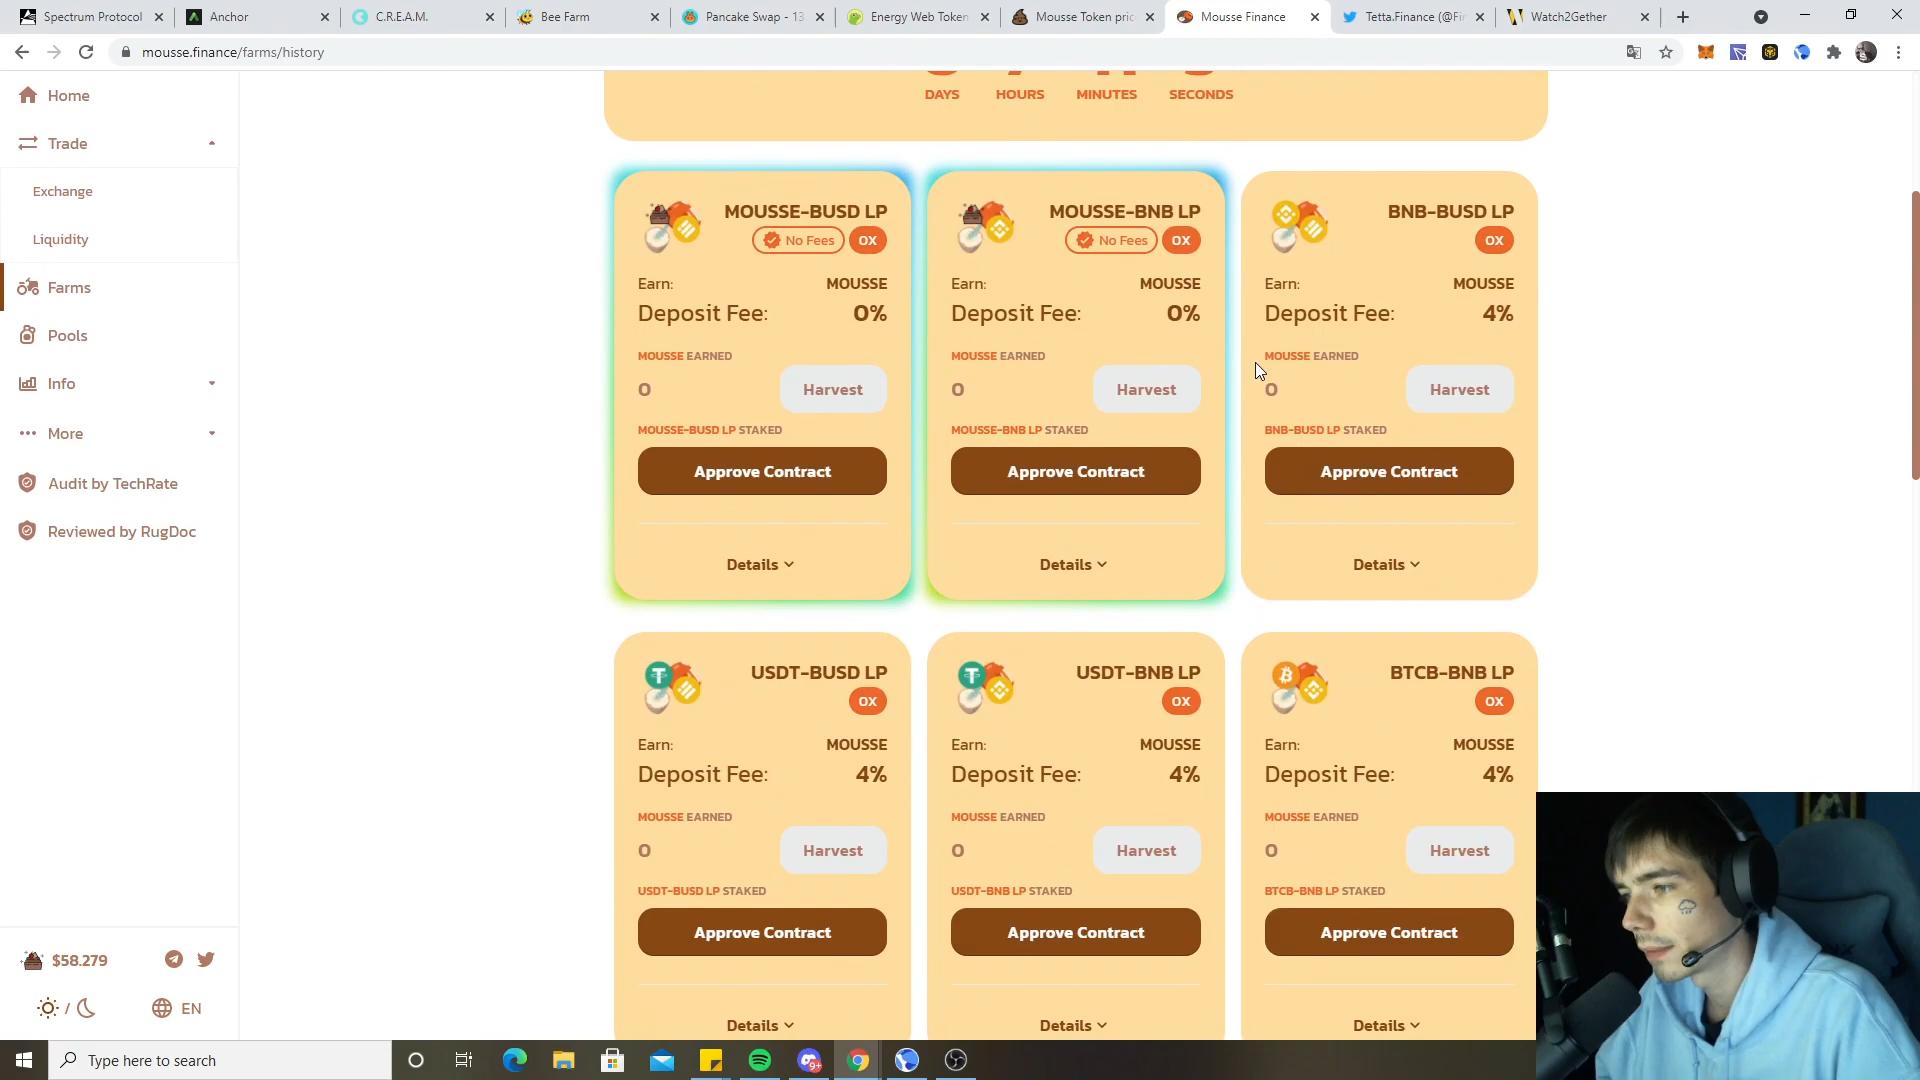 Spectrum Protocol
Anchor
C.R.E.A.M.
Bee Farm
Pancake Swap - 13
Energy Web Token
Mousse Token pric
Mousse Finance
Tetta.Finance (@Fi
Watch2Gether
mousse.finance/farms/history
Home
Trade
Exchange
Liquidity
Farms
Pools
Info
More
Audit by TechRate
Reviewed by RugDoc
$58.279
/
EN
DAYS HOURS MINUTES SECONDS
MOUSSE-BUSD LP
No Fees 0X
Earn: MOUSSE
Deposit Fee: 0%
MOUSSE EARNED
0 Harvest
MOUSSE-BUSD LP STAKED
Approve Contract
Details
MOUSSE-BNB LP
No Fees 0X
Earn: MOUSSE
Deposit Fee: 0%
MOUSSE EARNED
0 Harvest
MOUSSE-BNB LP STAKED
Approve Contract
Details
BNB-BUSD LP
0X
Earn: MOUSSE
Deposit Fee: 4%
MOUSSE EARNED
0 Harvest
BNB-BUSD LP STAKED
Approve Contract
Details
USDT-BUSD LP
0X
Earn: MOUSSE
Deposit Fee: 4%
MOUSSE EARNED
0 Harvest
USDT-BUSD LP STAKED
Approve Contract
Details
USDT-BNB LP
0X
Earn: MOUSSE
Deposit Fee: 4%
MOUSSE EARNED
0 Harvest
USDT-BNB LP STAKED
Approve Contract
Details
BTCB-BNB LP
0X
Earn: MOUSSE
Deposit Fee: 4%
MOUSSE EARNED
0 Harvest
BTCB-BNB LP STAKED
Approve Contract
Details
Type here to search
9+